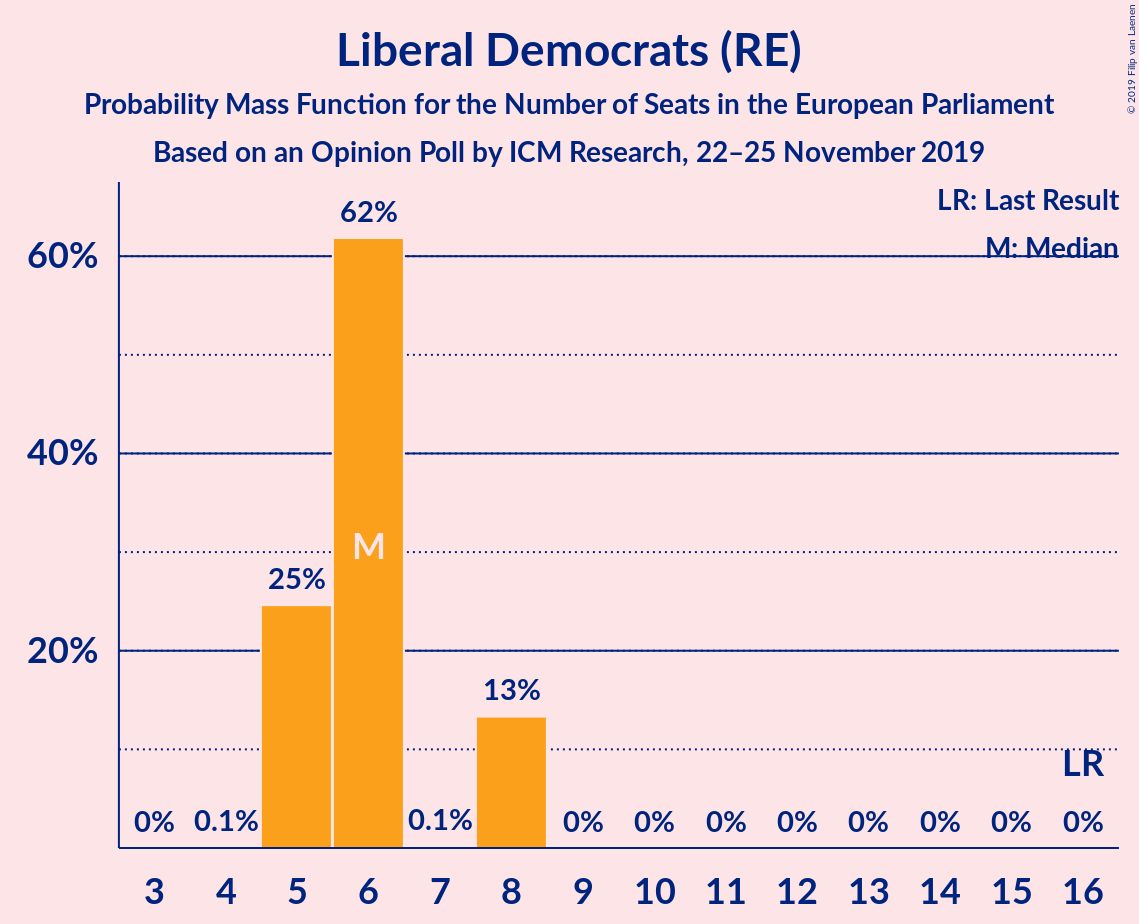 Liberal Democrats (RE)
Probability Mass Function for the Number of Seats in the European Parliament
Based on an Opinion Poll by ICM Research, 22–25 November 2019
© 2019 Filip van Laenen
LR: Last Result
M: Median
60%
40%
20%
0%
0.1%
25%
62%
M
0.1%
13%
0%
0%
0%
0%
0%
0%
0%
0%
LR
3 4 5 6 7 8 9 10 11 12 13 14 15 16